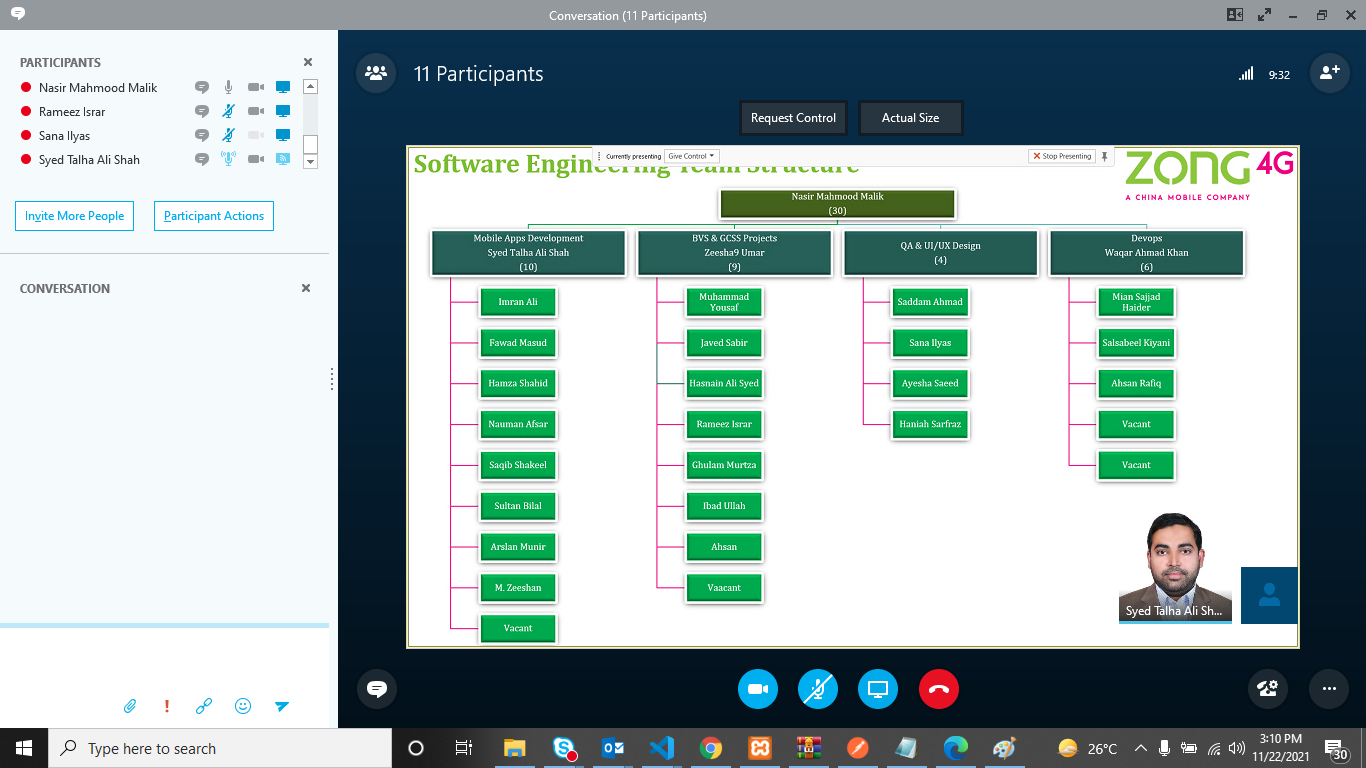 Conversation (11 Participants)
PARTICIPANTS
Nasir Mahmood Malik
Rameez Israr
Sana Ilyas
Syed Talha Ali Shah
Invite More People
Participant Actions
CONVERSATION
11 Participants
9:32
Request Control
Actual Size
Currently presenting
Give Control
Stop Presenting
Software Engineering Team Structure
ZONG 4G
A CHINA MOBILE COMPANY
Nasir Mahmood Malik
(30)
Mobile Apps Development
Syed Talha Ali Shah
(10)
Imran Ali
Fawad Masud
Hamza Shahid
Nauman Afsar
Saqib Shakeel
Sultan Bilal
Arslan Munir
M. Zeeshan
Vacant
BVS & GCSS Projects
Zeesha9 Umar
(9)
Muhammad
Yousaf
Javed Sabir
Hasnain Ali Syed
Rameez Israr
Ghulam Murtza
Ibad Ullah
Ahsan
Vaacant
QA & UI/UX Design
(4)
Saddam Ahmad
Sana Ilyas
Ayesha Saeed
Haniah Sarfraz
Devops
Waqar Ahmad Khan
(6)
Mian Sajjad
Haider
Salsabeel Kiyani
Ahsan Rafiq
Vacant
Vacant
Syed Talha Ali Sh...
Type here to search
26°C
3:10 PM
11/22/2021
30